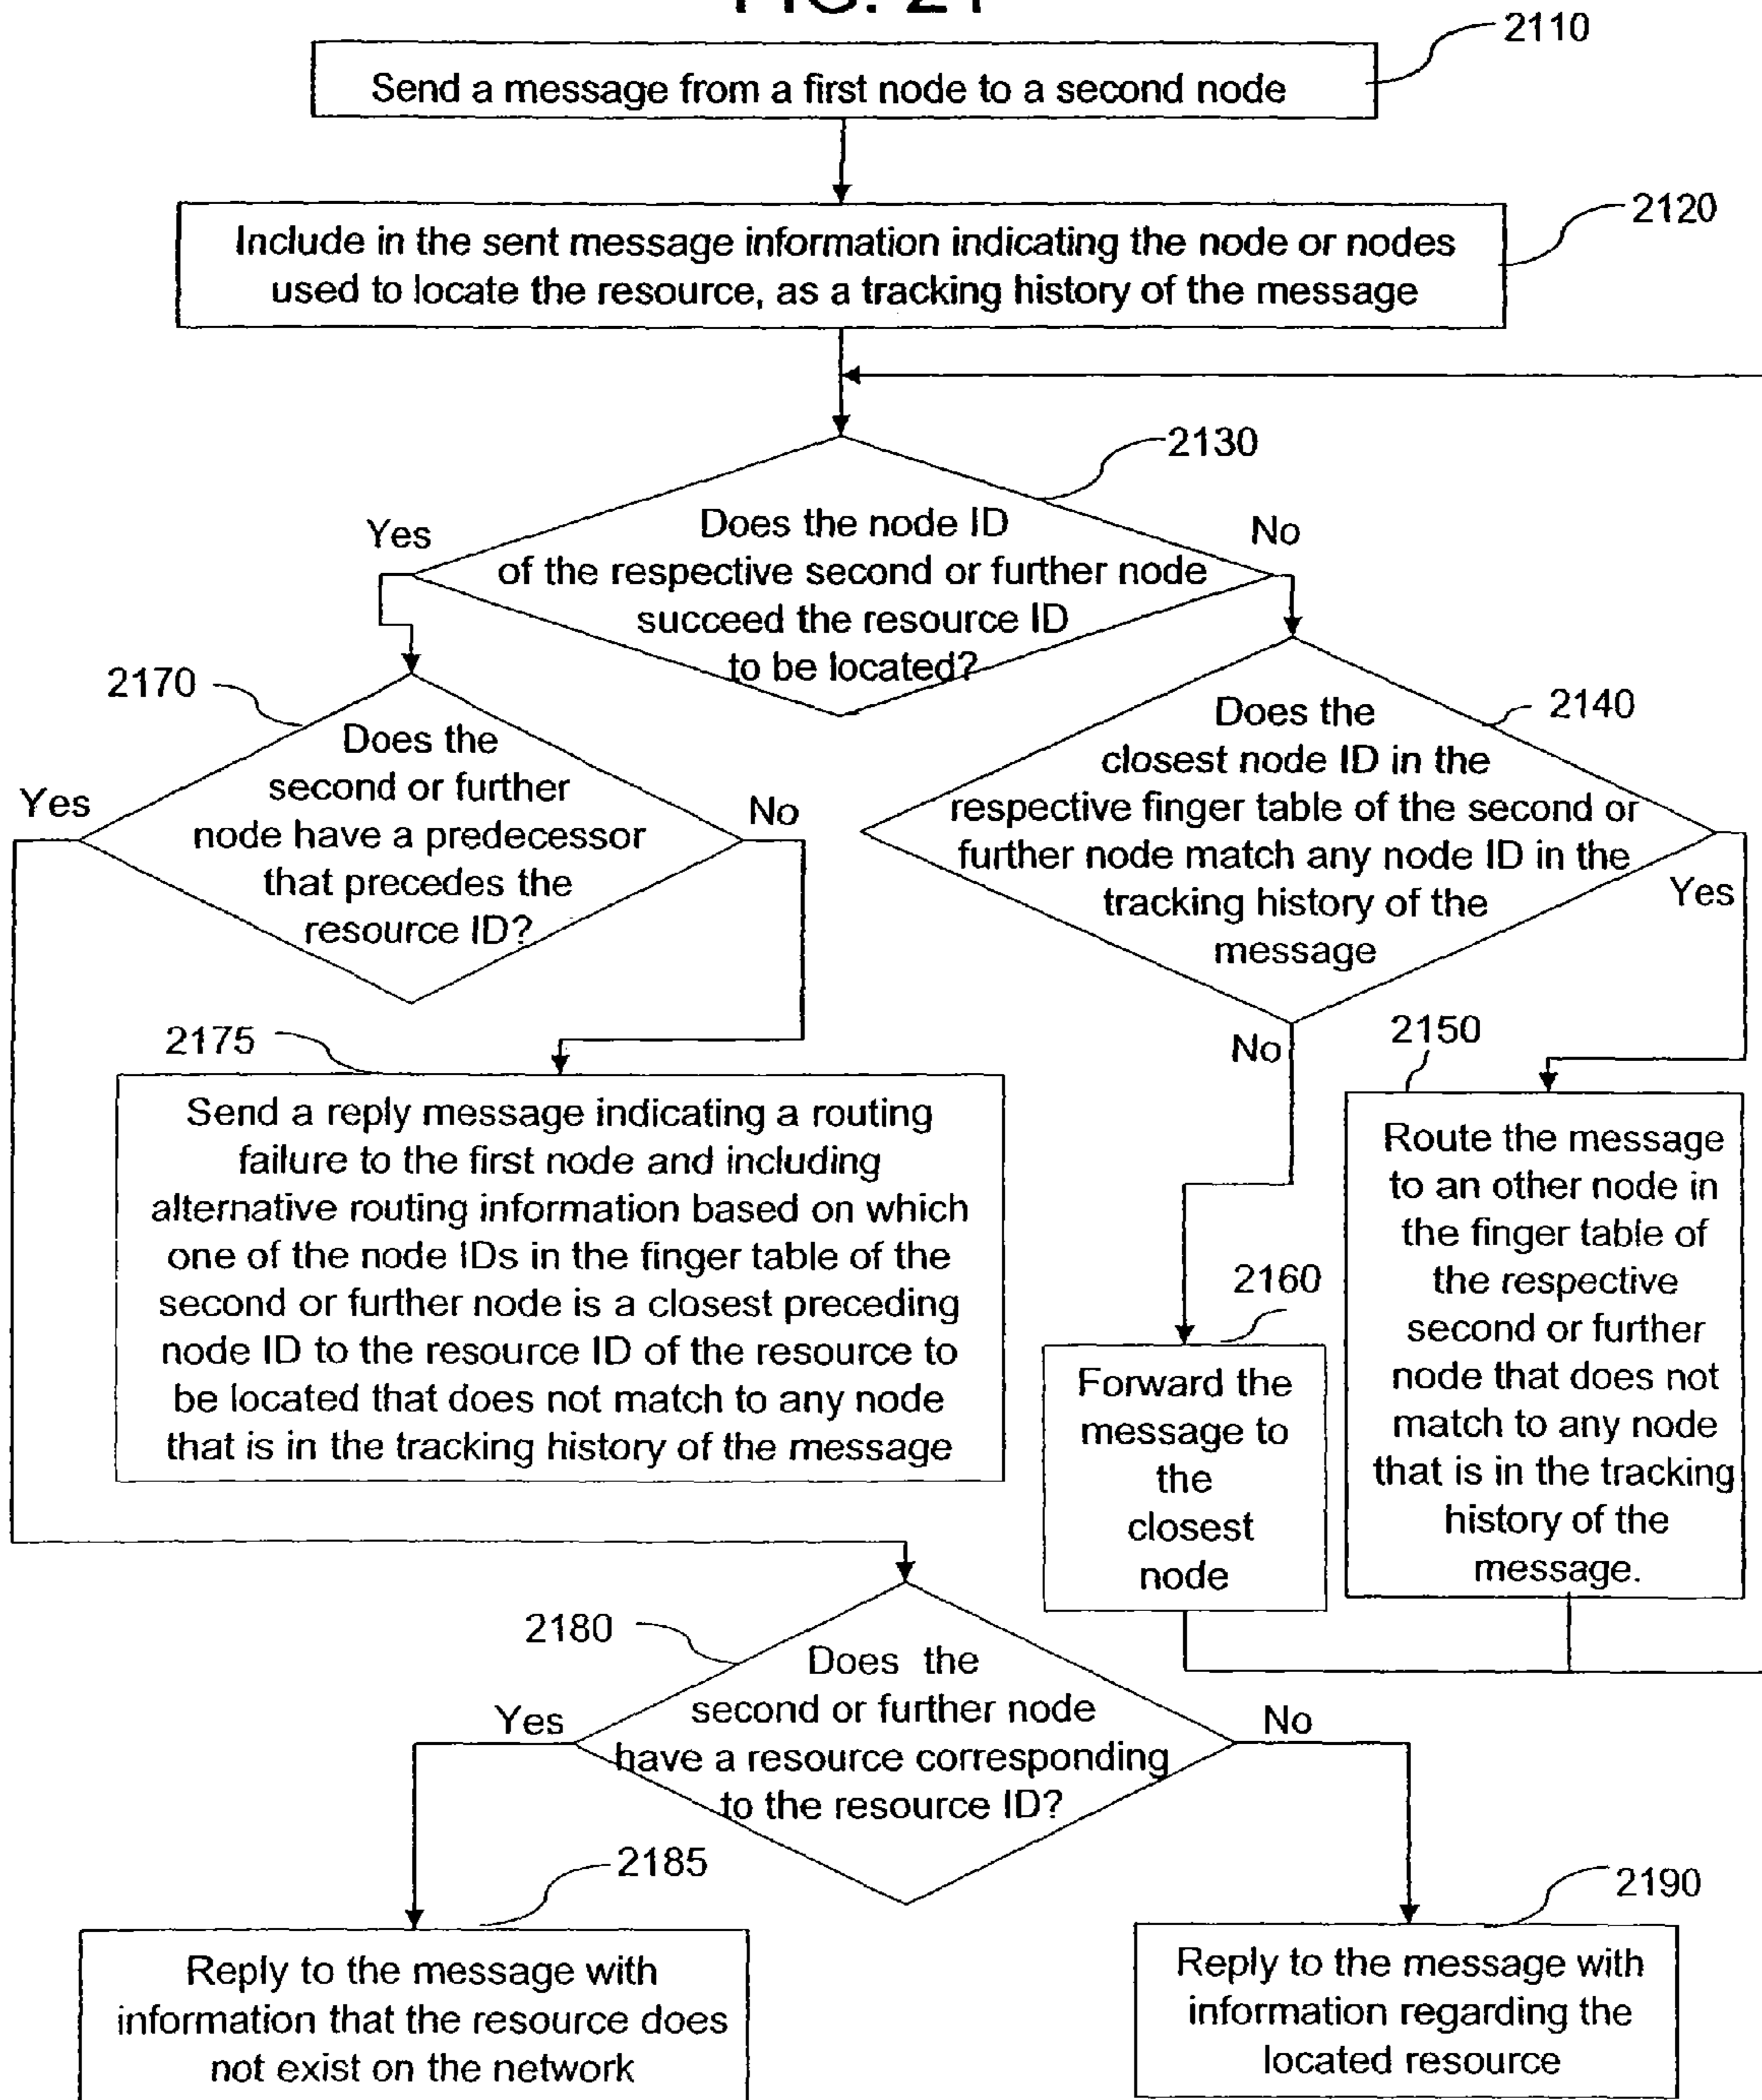 FIG. 21
2110
Send a message from a first node to a second node
2120
Include in the sent message information indicating the node or nodes
used to locate the resource, as a tracking history of the message
2130
Yes
No
Does the node ID
of the respective second or further node
succeed the resource ID
to be located?
2170
Does the
second or further
node have a predecessor
that precedes the
resource ID?
Yes
No
2140
Does the
closest node ID in the
respective finger table of the second or
further node match any node ID in the
tracking history of the
message
Yes
No
2175
Send a reply message indicating a routing
failure to the first node and including
alternative routing information based on which
one of the node IDs in the finger table of the
second or further node is a closest preceding
node ID to the resource ID of the resource to
be located that does not match to any node
that is in the tracking history of the message
2150
Route the message
to an other node in
the finger table of
the respective
second or further
node that does not
match to any node
that is in the tracking
history of the
message.
2160
Forward the
message to
the
closest
node
2180
Does the
second or further node
have a resource corresponding
to the resource ID?
Yes
No
2185
Reply to the message with
information that the resource does
not exist on the network
2190
Reply to the message with
information regarding the
located resource